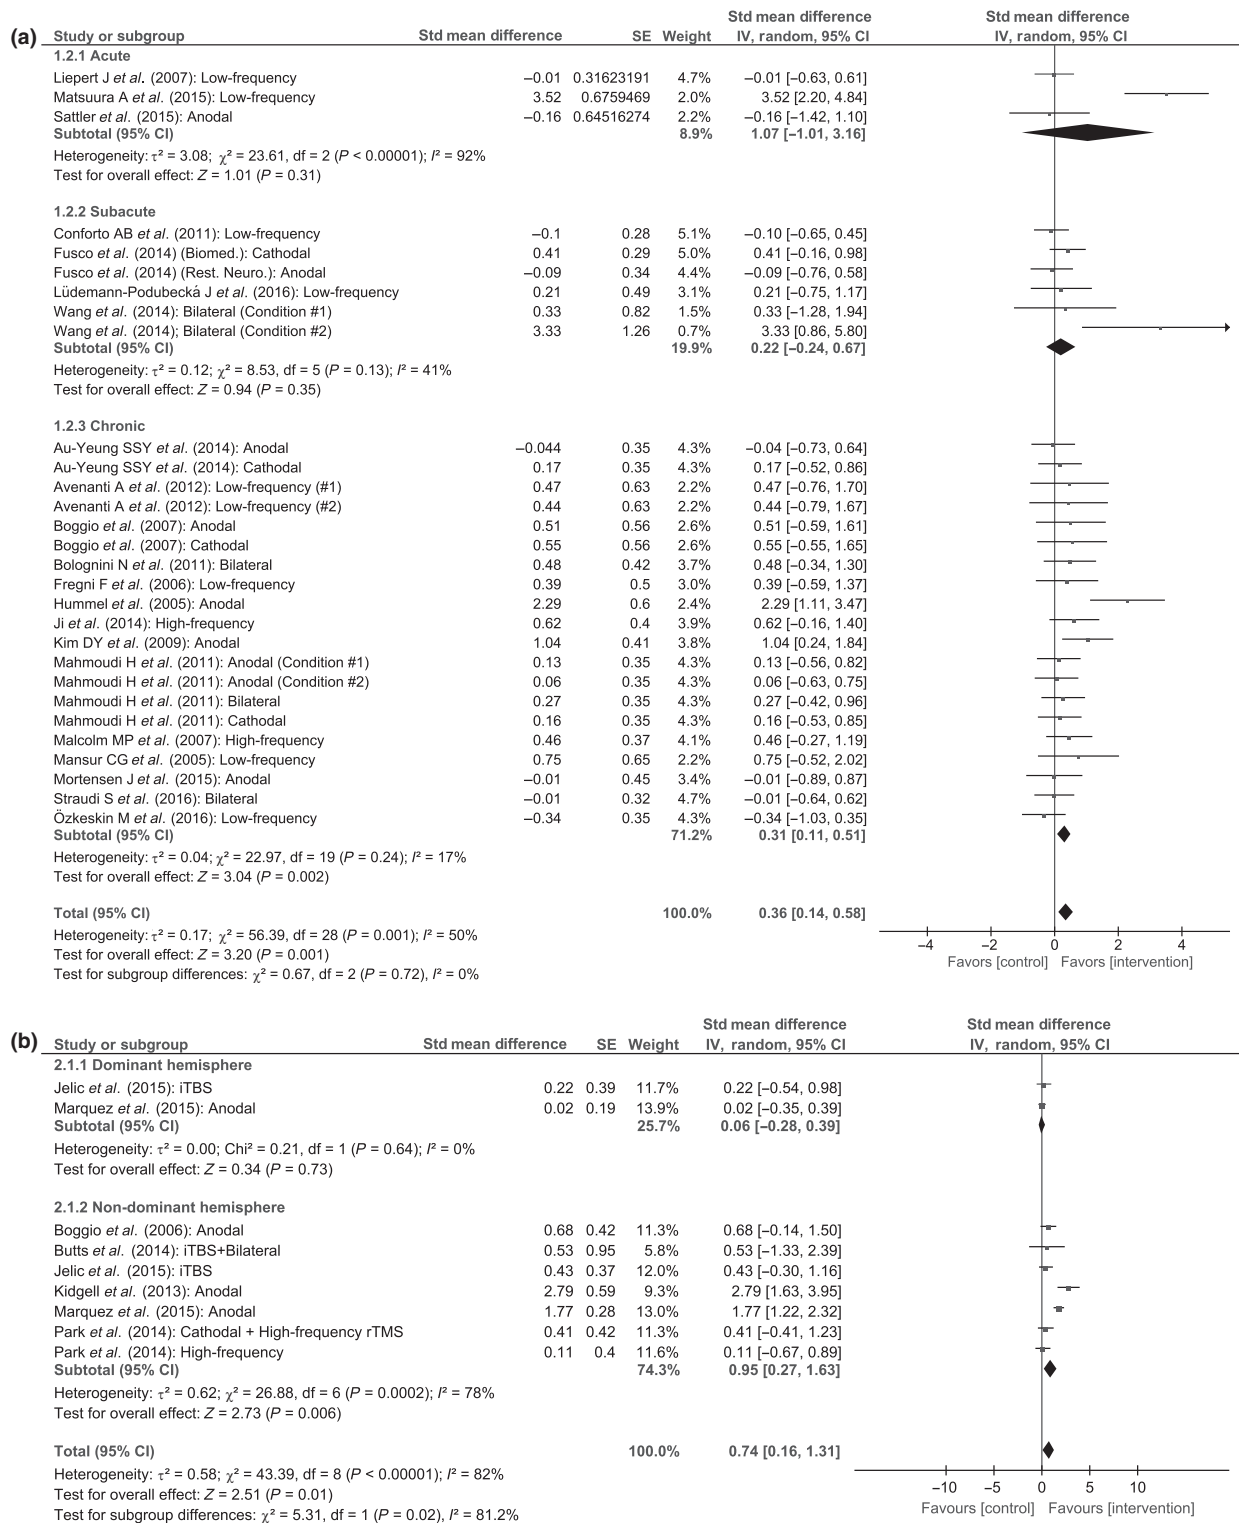 (a) Study or subgroup Std mean difference SE Weight Std mean difference IV, random, 95% CI Std mean difference IV, random, 95% CI
1.2.1 Acute
Liepert J et al. (2007): Low-frequency –0.01 0.31623191 4.7% –0.01 [–0.63, 0.61]
Matsuura A et al. (2015): Low-frequency 3.52 0.6759469 2.0% 3.52 [2.20, 4.84]
Sattler et al. (2015): Anodal –0.16 0.64516274 2.2% –0.16 [–1.42, 1.10]
Subtotal (95% CI) 8.9% 1.07 [–1.01, 3.16]
Heterogeneity: τ² = 3.08; χ² = 23.61, df = 2 (P < 0.00001); I² = 92%
Test for overall effect: Z = 1.01 (P = 0.31)
1.2.2 Subacute
Conforto AB et al. (2011): Low-frequency –0.1 0.28 5.1% –0.10 [–0.65, 0.45]
Fusco et al. (2014) (Biomed.): Cathodal 0.41 0.29 5.0% 0.41 [–0.16, 0.98]
Fusco et al. (2014) (Rest. Neuro.): Anodal –0.09 0.34 4.4% –0.09 [–0.76, 0.58]
Lüdemann-Podubecká J et al. (2016): Low-frequency 0.21 0.49 3.1% 0.21 [–0.75, 1.17]
Wang et al. (2014): Bilateral (Condition #1) 0.33 0.82 1.5% 0.33 [–1.28, 1.94]
Wang et al. (2014); Bilateral (Condition #2) 3.33 1.26 0.7% 3.33 [0.86, 5.80]
Subtotal (95% CI) 19.9% 0.22 [–0.24, 0.67]
Heterogeneity: τ² = 0.12; χ² = 8.53, df = 5 (P = 0.13); I² = 41%
Test for overall effect: Z = 0.94 (P = 0.35)
1.2.3 Chronic
Au-Yeung SSY et al. (2014): Anodal –0.044 0.35 4.3% –0.04 [–0.73, 0.64]
Au-Yeung SSY et al. (2014): Cathodal 0.17 0.35 4.3% 0.17 [–0.52, 0.86]
Avenanti A et al. (2012): Low-frequency (#1) 0.47 0.63 2.2% 0.47 [–0.76, 1.70]
Avenanti A et al. (2012): Low-frequency (#2) 0.44 0.63 2.2% 0.44 [–0.79, 1.67]
Boggio et al. (2007): Anodal 0.51 0.56 2.6% 0.51 [–0.59, 1.61]
Boggio et al. (2007): Cathodal 0.55 0.56 2.6% 0.55 [–0.55, 1.65]
Bolognini N et al. (2011): Bilateral 0.48 0.42 3.7% 0.48 [–0.34, 1.30]
Fregni F et al. (2006): Low-frequency 0.39 0.5 3.0% 0.39 [–0.59, 1.37]
Hummel et al. (2005): Anodal 2.29 0.6 2.4% 2.29 [1.11, 3.47]
Ji et al. (2014): High-frequency 0.62 0.4 3.9% 0.62 [–0.16, 1.40]
Kim DY et al. (2009): Anodal 1.04 0.41 3.8% 1.04 [0.24, 1.84]
Mahmoudi H et al. (2011): Anodal (Condition #1) 0.13 0.35 4.3% 0.13 [–0.56, 0.82]
Mahmoudi H et al. (2011): Anodal (Condition #2) 0.06 0.35 4.3% 0.06 [–0.63, 0.75]
Mahmoudi H et al. (2011): Bilateral 0.27 0.35 4.3% 0.27 [–0.42, 0.96]
Mahmoudi H et al. (2011): Cathodal 0.16 0.35 4.3% 0.16 [–0.53, 0.85]
Malcolm MP et al. (2007): High-frequency 0.46 0.37 4.1% 0.46 [–0.27, 1.19]
Mansur CG et al. (2005): Low-frequency 0.75 0.65 2.2% 0.75 [–0.52, 2.02]
Mortensen J et al. (2015): Anodal –0.01 0.45 3.4% –0.01 [–0.89, 0.87]
Straudi S et al. (2016): Bilateral –0.01 0.32 4.7% –0.01 [–0.64, 0.62]
Özkeskin M et al. (2016): Low-frequency –0.34 0.35 4.3% –0.34 [–1.03, 0.35]
Subtotal (95% CI) 71.2% 0.31 [0.11, 0.51]
Heterogeneity: τ² = 0.04; χ² = 22.97, df = 19 (P = 0.24); I² = 17%
Test for overall effect: Z = 3.04 (P = 0.002)
Total (95% CI) 100.0% 0.36 [0.14, 0.58]
Heterogeneity: τ² = 0.17; χ² = 56.39, df = 28 (P = 0.001); I² = 50%
Test for overall effect: Z = 3.20 (P = 0.001)
Test for subgroup differences: χ² = 0.67, df = 2 (P = 0.72), I² = 0%
–4 –2 0 2 4
Favors [control] Favors [intervention]
(b) Study or subgroup Std mean difference SE Weight Std mean difference IV, random, 95% CI Std mean difference IV, random, 95% CI
2.1.1 Dominant hemisphere
Jelic et al. (2015): iTBS 0.22 0.39 11.7% 0.22 [–0.54, 0.98]
Marquez et al. (2015): Anodal 0.02 0.19 13.9% 0.02 [–0.35, 0.39]
Subtotal (95% CI) 25.7% 0.06 [–0.28, 0.39]
Heterogeneity: τ² = 0.00; Chi² = 0.21, df = 1 (P = 0.64); I² = 0%
Test for overall effect: Z = 0.34 (P = 0.73)
2.1.2 Non-dominant hemisphere
Boggio et al. (2006): Anodal 0.68 0.42 11.3% 0.68 [–0.14, 1.50]
Butts et al. (2014): iTBS+Bilateral 0.53 0.95 5.8% 0.53 [–1.33, 2.39]
Jelic et al. (2015): iTBS 0.43 0.37 12.0% 0.43 [–0.30, 1.16]
Kidgell et al. (2013): Anodal 2.79 0.59 9.3% 2.79 [1.63, 3.95]
Marquez et al. (2015): Anodal 1.77 0.28 13.0% 1.77 [1.22, 2.32]
Park et al. (2014): Cathodal + High-frequency rTMS 0.41 0.42 11.3% 0.41 [–0.41, 1.23]
Park et al. (2014): High-frequency 0.11 0.4 11.6% 0.11 [–0.67, 0.89]
Subtotal (95% CI) 74.3% 0.95 [0.27, 1.63]
Heterogeneity: τ² = 0.62; χ² = 26.88, df = 6 (P = 0.0002); I² = 78%
Test for overall effect: Z = 2.73 (P = 0.006)
Total (95% CI) 100.0% 0.74 [0.16, 1.31]
Heterogeneity: τ² = 0.58; χ² = 43.39, df = 8 (P < 0.00001); I² = 82%
Test for overall effect: Z = 2.51 (P = 0.01)
Test for subgroup differences: χ² = 5.31, df = 1 (P = 0.02), I² = 81.2%
–10 –5 0 5 10
Favours [control] Favours [intervention]